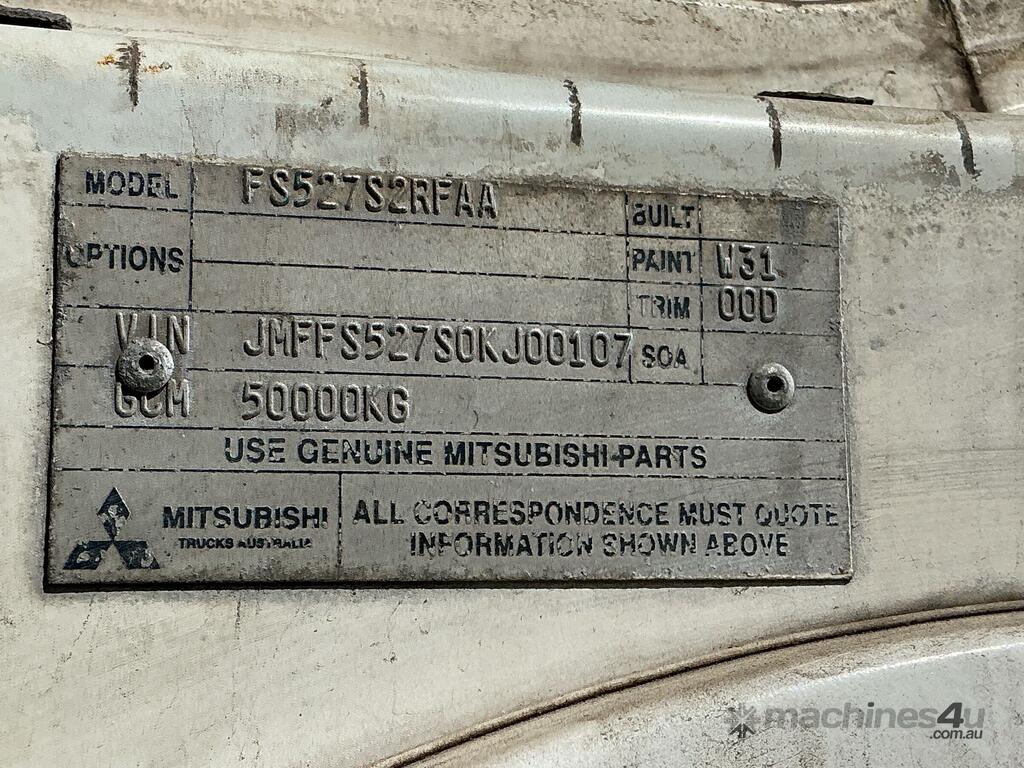 MODEL FS527S2RFAA BUILT
OPTIONS PAINT W31
TRIM 00D
VIN JMFFS527S0KJ00107 SOA
GCM 50000KG
USE GENUINE MITSUBISHI PARTS
MITSUBISHI
TRUCKS AUSTRALIA
ALL CORRESPONDENCE MUST QUOTE
INFORMATION SHOWN ABOVE
machines4u
.com.au